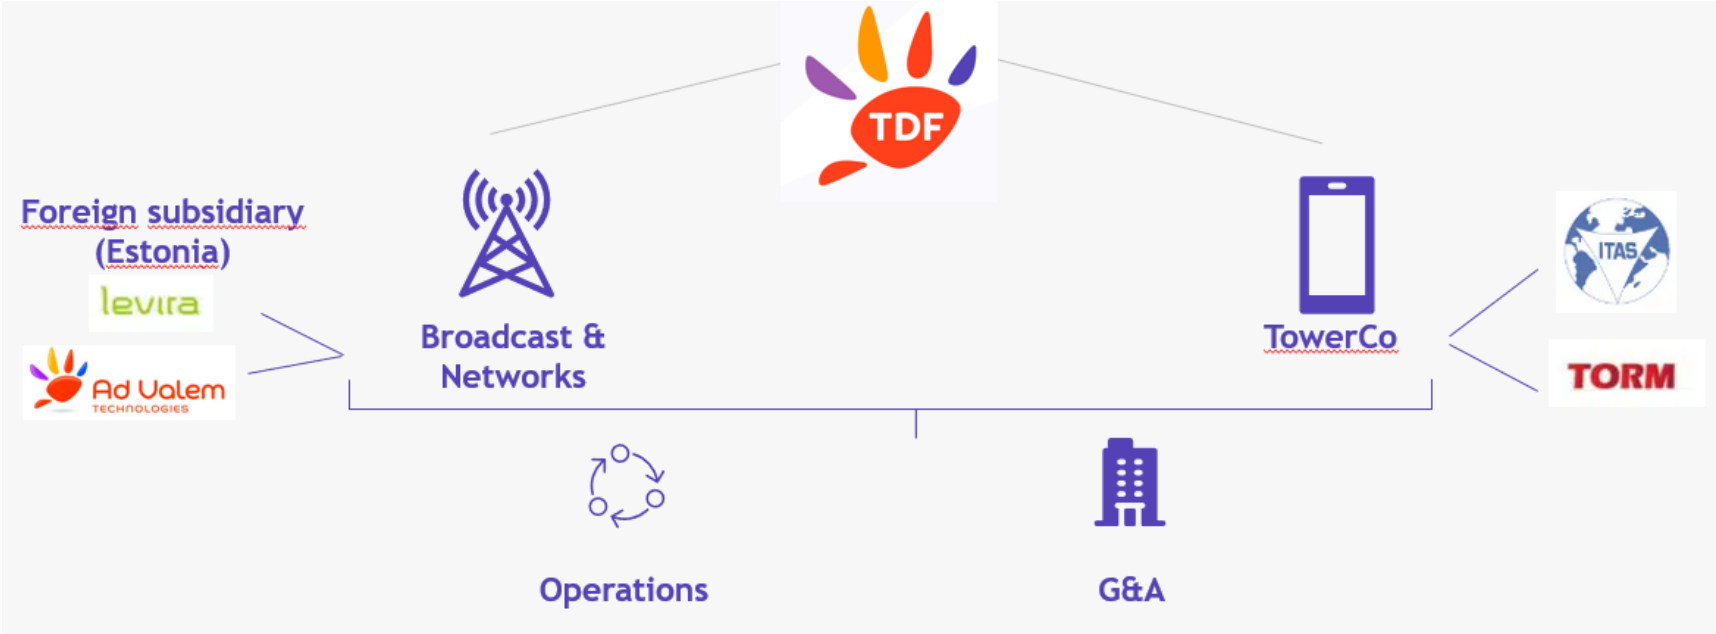 TDF
Foreign subsidiary
(Estonia)
levira
Ad Valem
TECHNOLOGIES
Broadcast &
Networks
TowerCo
ITAS
TORM
Operations
G&A